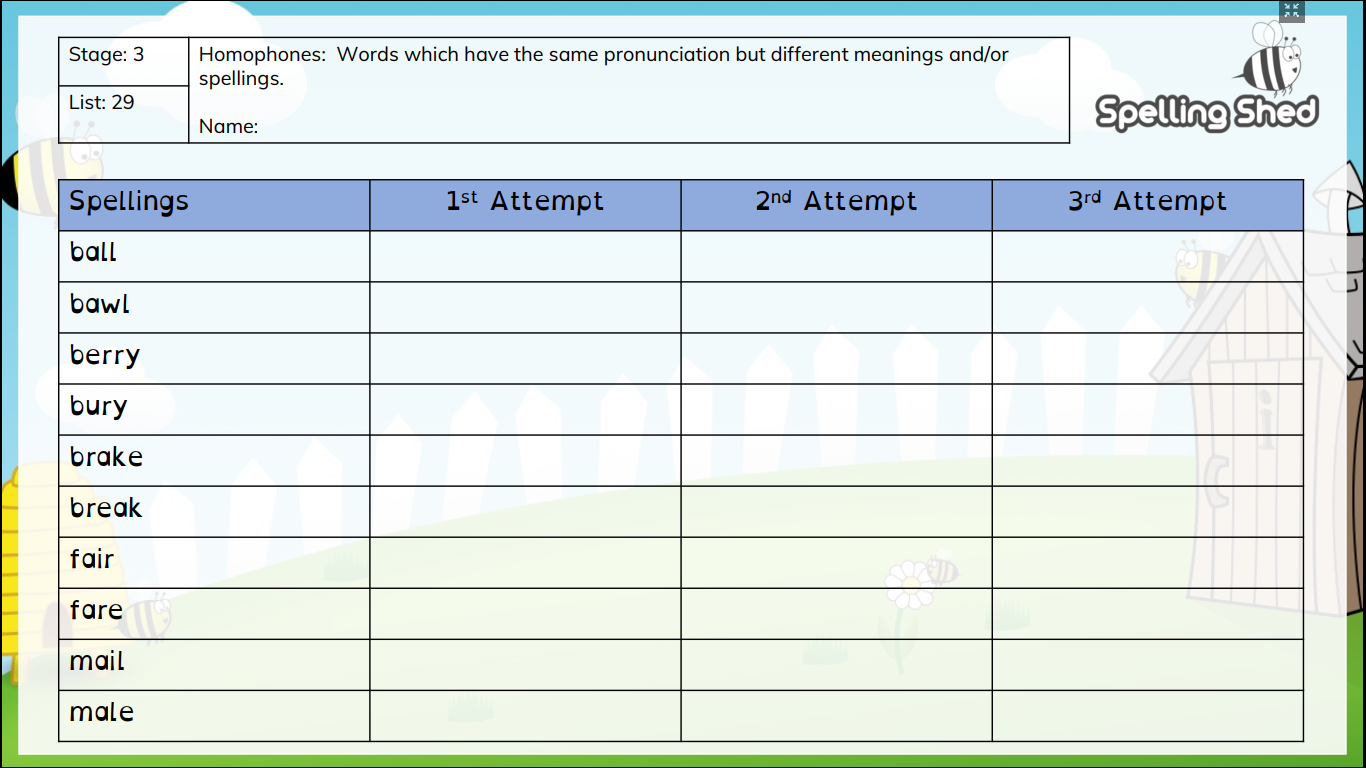 Stage: 3
Homophones: Words which have the same pronunciation but different meanings and/or
spellings.
List: 29
Name:
Spelling Shed
Spellings 1st Attempt 2nd Attempt 3rd Attempt
ball
bawl
berry
bury
brake
break
fair
fare
mail
male